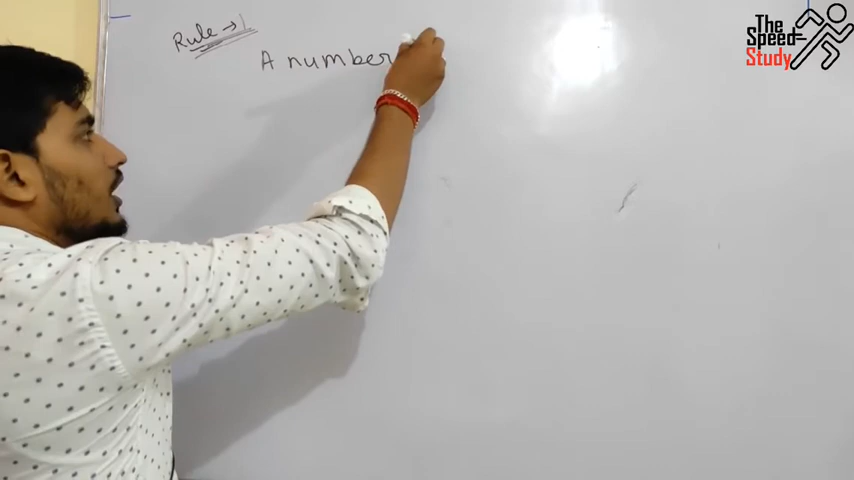 Rule → 1
A number
The
Speed
Study